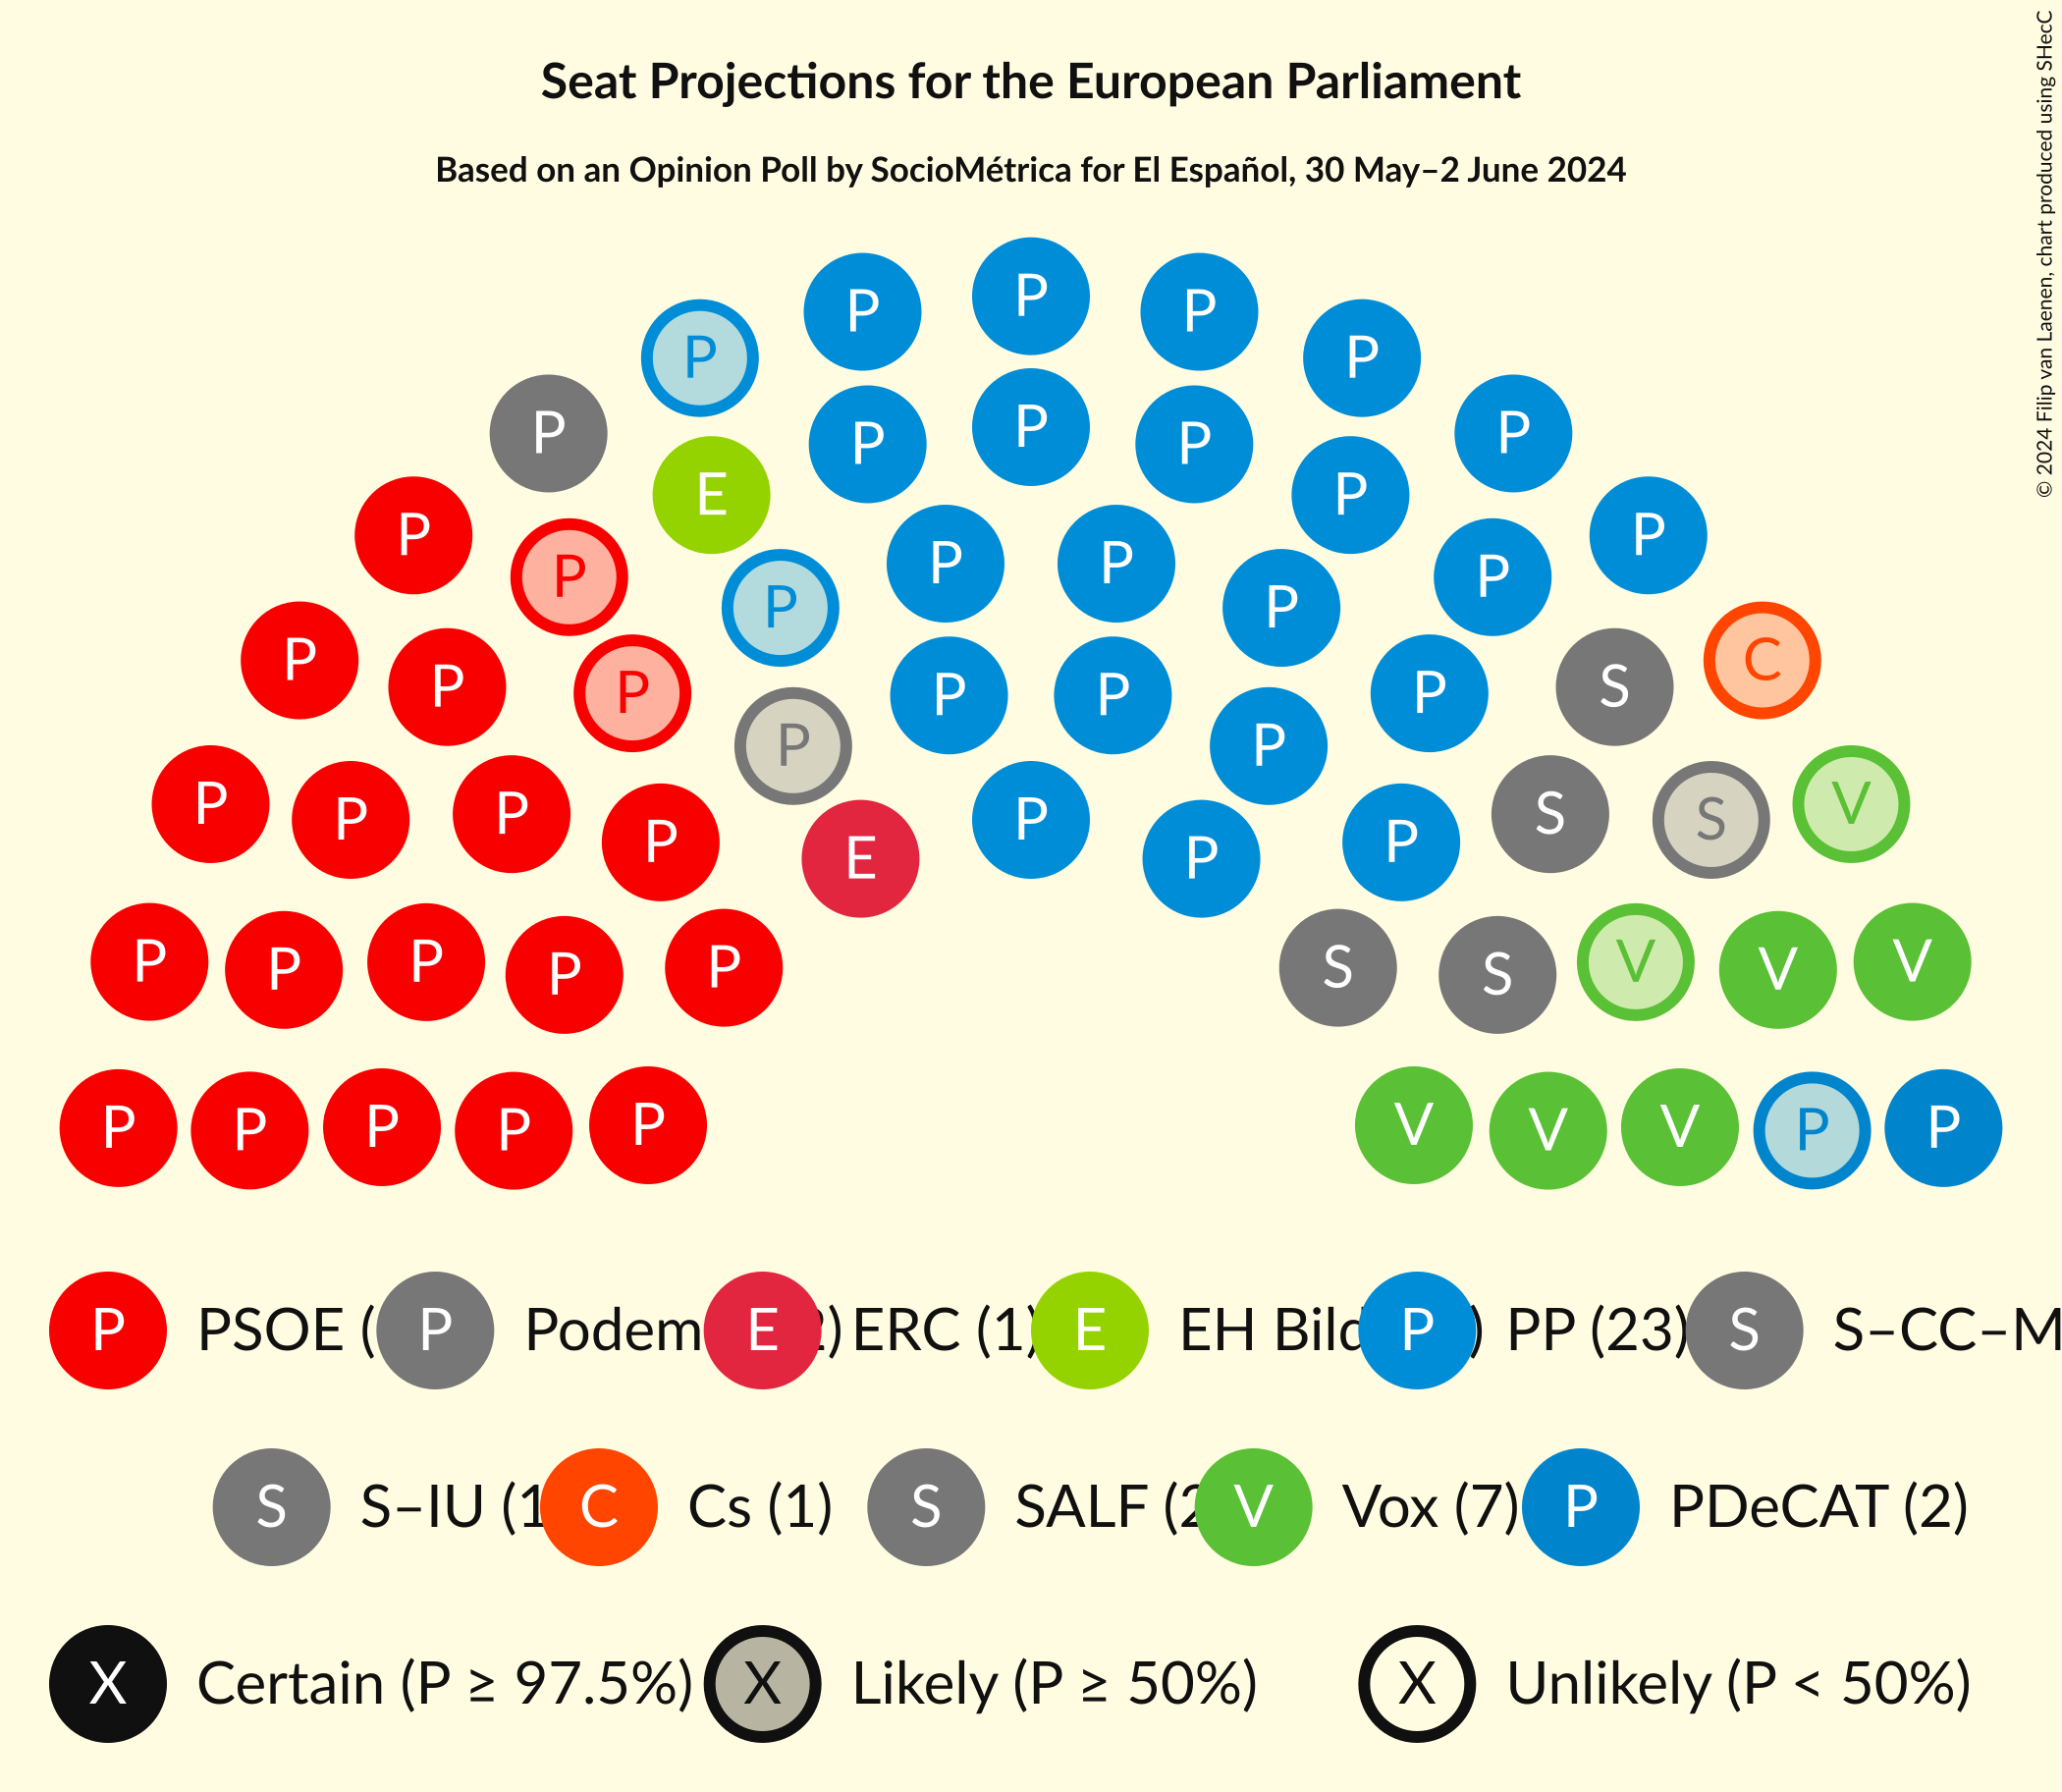 Seat Projections for the European Parliament
Based on an Opinion Poll by SocioMétrica for El Español, 30 May–2 June 2024
© 2024 Filip van Laenen, chart produced using SHecC
P P P
P P
P P P
P P
P E P
P P
P P P P
P P P
P P
P S C
P P P P P
P P P P S S V
P P
E P
P P P P P S S V V V
P P P P P V V V P P
P PSOE ( P Podem E 2) ERC (1) E EH Bild P ) PP (23) S S–CC–M
S S–IU (1 C Cs (1) S SALF (2 V Vox (7) P PDeCAT (2)
X Certain (P ≥ 97.5%) X Likely (P ≥ 50%) X Unlikely (P < 50%)